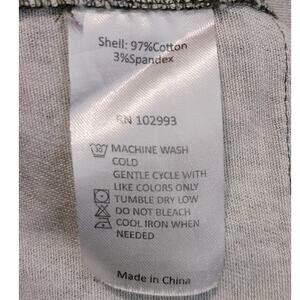 Shell: 97%Cotton
3%Spandex
RN 102993
MACHINE WASH
COLD
GENTLE CYCLE WITH
LIKE COLORS ONLY
TUMBLE DRY LOW
DO NOT BLEACH
COOL IRON WHEN
NEEDED
Made in China